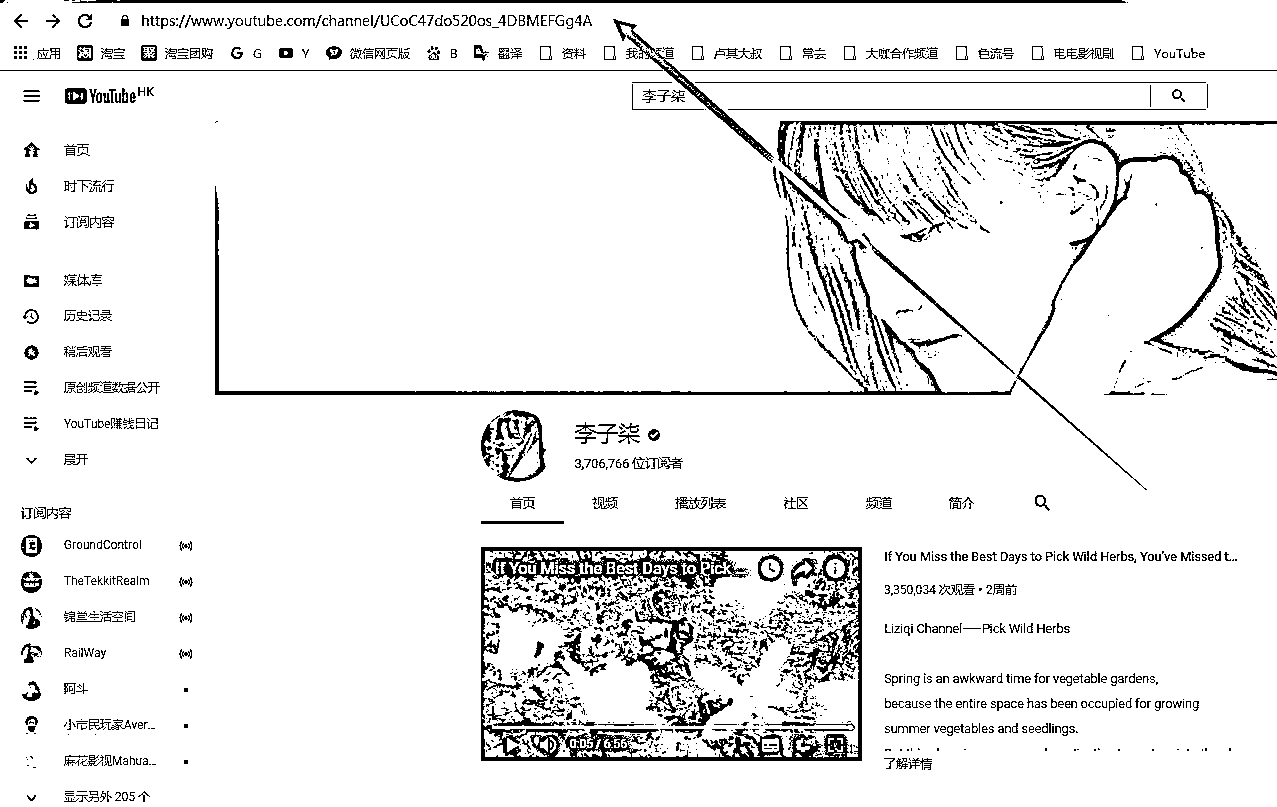 https://www.youtube.com/channel/UCoC47do520os_4DBMEFGg4A
应用 淘宝 淘宝团购 G Y 微信网页版 B 翻译 资料 我的频道 卢其大叔 常去 大咖合作频道 色流号 电电影视剧 YouTube
YouTube HK
李子柒
首页
时下流行
订阅内容
媒体库
历史记录
稍后观看
原创频道数据公开
YouTube赚钱日记
展开
李子柒
3,706,766 位订阅者
首页 视频 播放列表 社区 频道 简介
订阅内容
GroundControl
TheTekkitRealm
锦堂生活空间
RailWay
阿斗
小市民玩家Aver...
麻花影视Mahua...
显示另外 205 个
If You Miss the Best Days to Pick...
0:05 / 6:56
If You Miss the Best Days to Pick Wild Herbs, You've Missed t...
3,350,034 次观看 • 2周前
Liziqi Channel——Pick Wild Herbs
Spring is an awkward time for vegetable gardens,
because the entire space has been occupied for growing
summer vegetables and seedlings.
了解详情